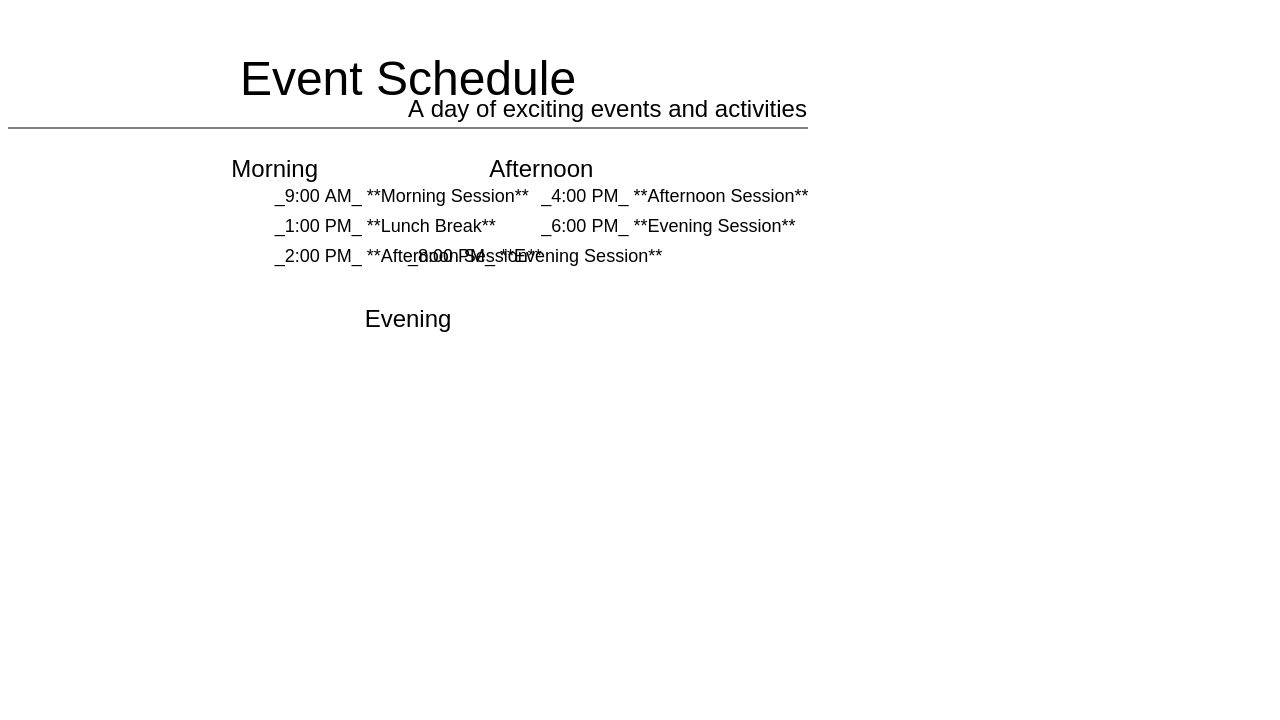 Event Schedule
A day of exciting events and activities
Morning
Afternoon
_9:00 AM_ **Morning Session**
_4:00 PM_ **Afternoon Session**
_1:00 PM_ **Lunch Break**
_6:00 PM_ **Evening Session**
_2:00 PM_ **Afternoon Session**
_8:00 PM_ **Evening Session**
Evening